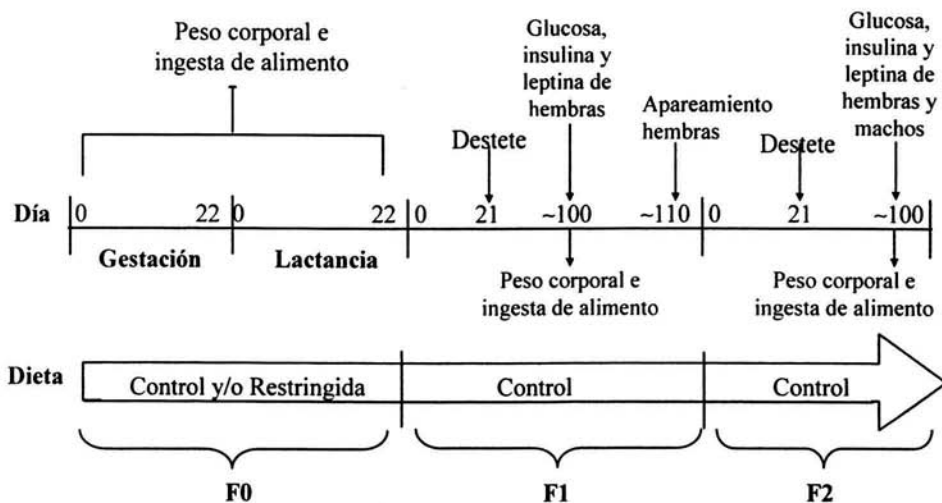 Peso corporal e
ingesta de alimento
Glucosa,
insulina y
leptina de
hembras
Destete
Apareamiento
hembras
Destete
Glucosa,
insulina y
leptina de
hembras y
machos
Día
0 22 0 22 0 21 ~100 ~110 0 21 ~100
Gestación Lactancia
Peso corporal e
ingesta de alimento
Peso corporal e
ingesta de alimento
Dieta
Control y/o Restringida Control Control
F0 F1 F2